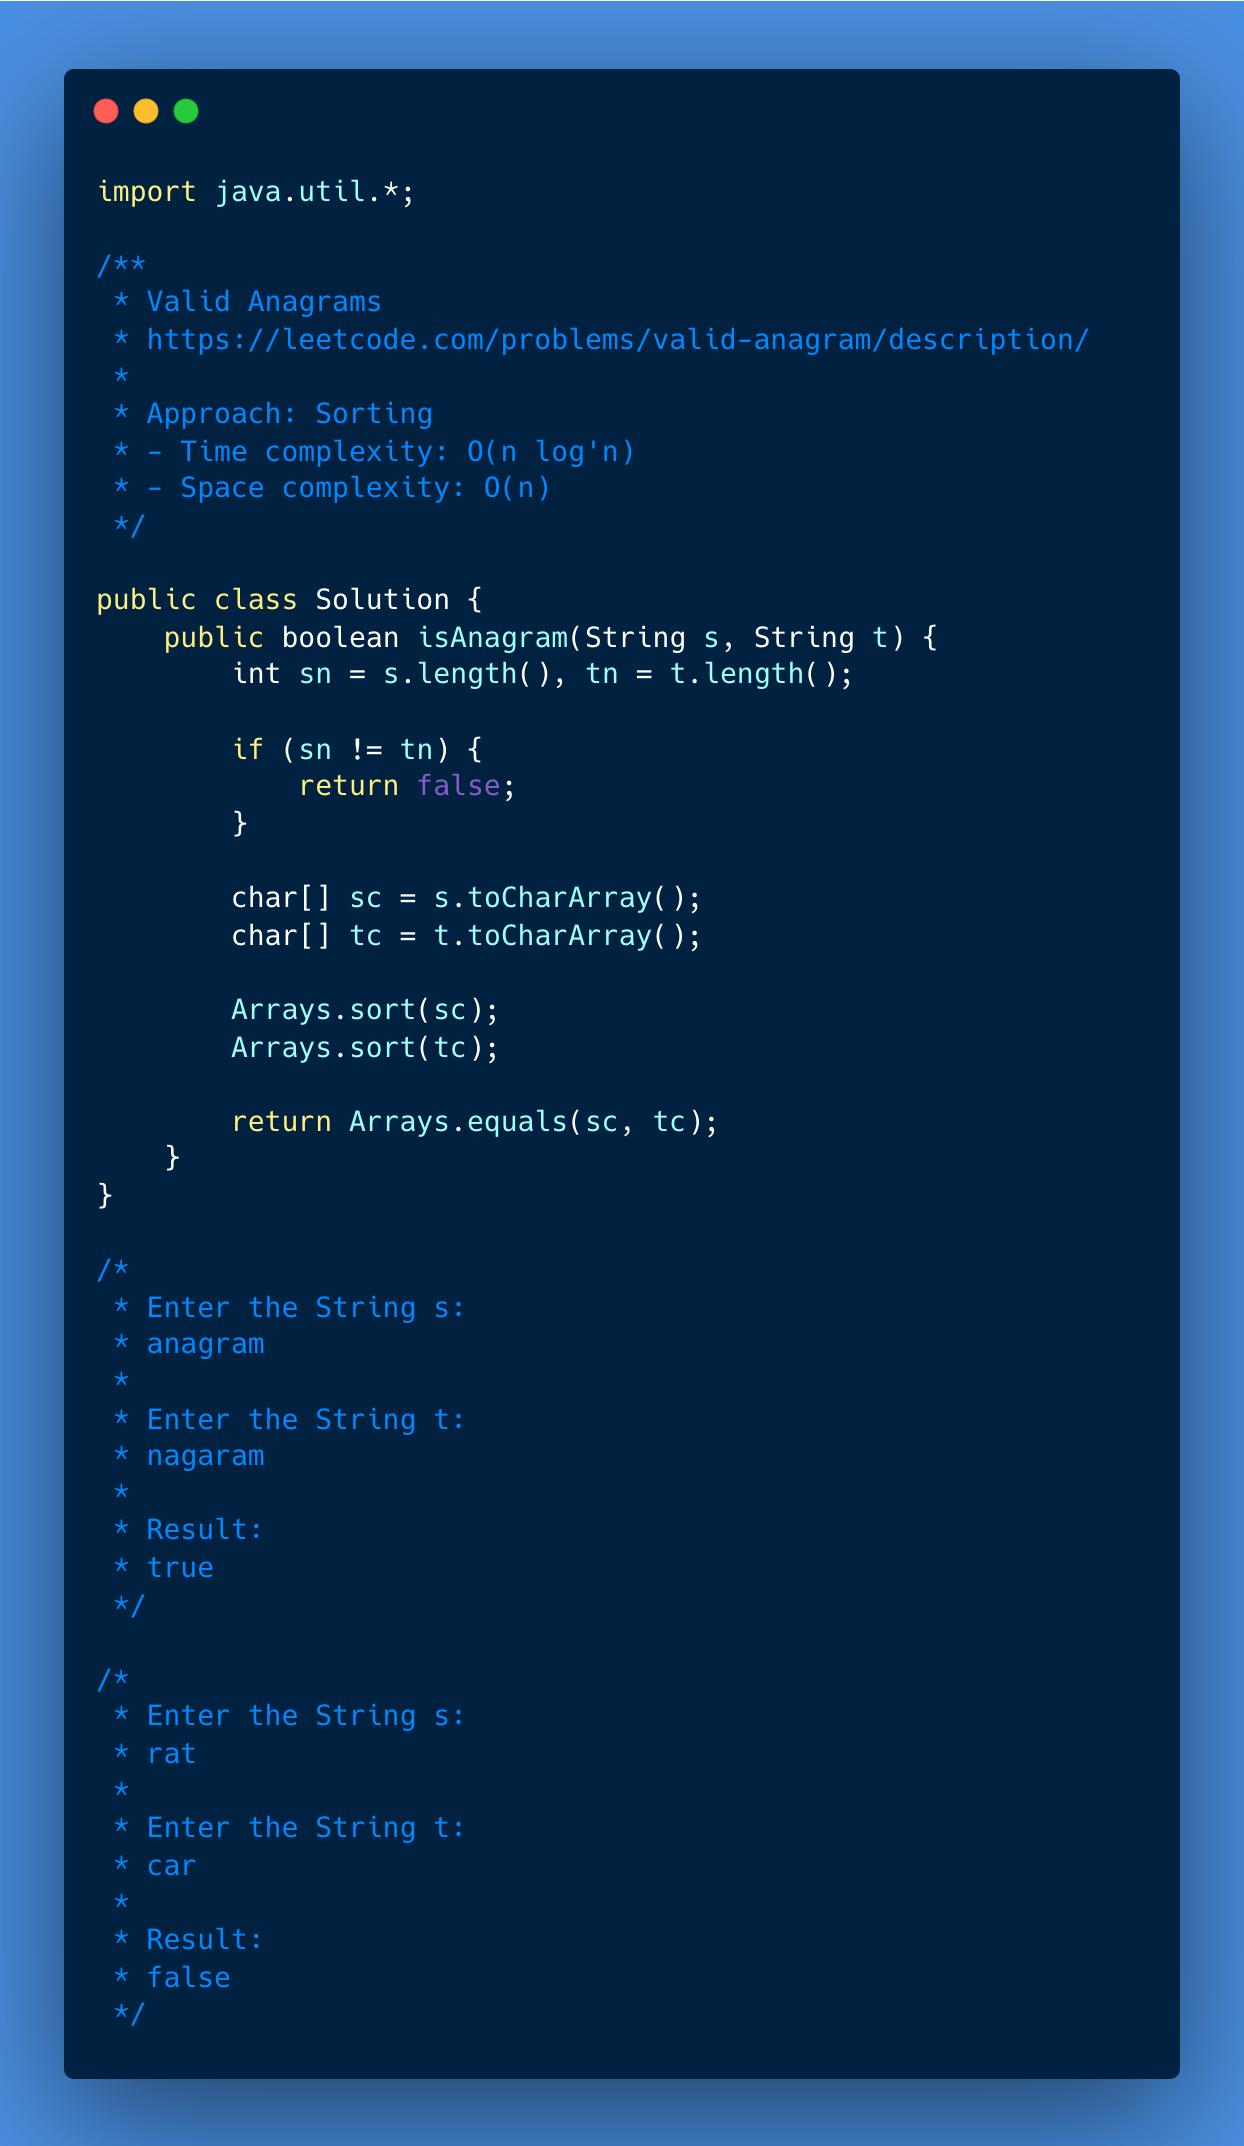 import java.util.*;

/**
 * Valid Anagrams
 * https://leetcode.com/problems/valid-anagram/description/
 *
 * Approach: Sorting
 * - Time complexity: O(n log'n)
 * - Space complexity: O(n)
 */

public class Solution {
    public boolean isAnagram(String s, String t) {
        int sn = s.length(), tn = t.length();

        if (sn != tn) {
            return false;
        }

        char[] sc = s.toCharArray();
        char[] tc = t.toCharArray();

        Arrays.sort(sc);
        Arrays.sort(tc);

        return Arrays.equals(sc, tc);
    }
}

/*
 * Enter the String s:
 * anagram
 *
 * Enter the String t:
 * nagaram
 *
 * Result:
 * true
 */

/*
 * Enter the String s:
 * rat
 *
 * Enter the String t:
 * car
 *
 * Result:
 * false
 */